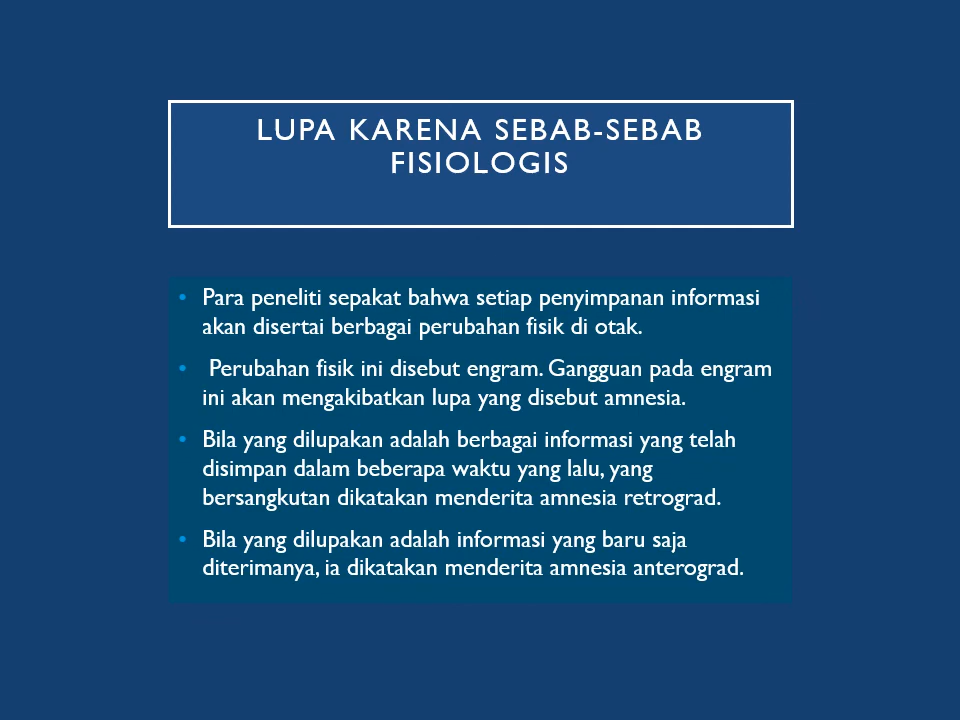 LUPA KARENA SEBAB-SEBAB
FISIOLOGIS
• Para peneliti sepakat bahwa setiap penyimpanan informasi
akan disertai berbagai perubahan fisik di otak.
• Perubahan fisik ini disebut engram. Gangguan pada engram
ini akan mengakibatkan lupa yang disebut amnesia.
• Bila yang dilupakan adalah berbagai informasi yang telah
disimpan dalam beberapa waktu yang lalu, yang
bersangkutan dikatakan menderita amnesia retrograd.
• Bila yang dilupakan adalah informasi yang baru saja
diterimanya, ia dikatakan menderita amnesia anterograd.